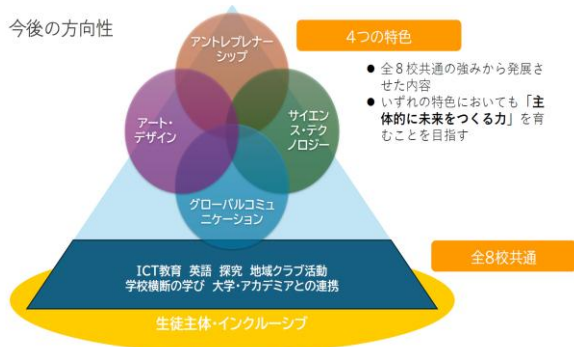 今後の方向性
アントレプレナー
シップ
アート・
デザイン
サイエン
ス・テク
ノロジー
グローバルコミュ
ニケーション
ICT教育 英語 探究 地域クラブ活動
学校横断の学び 大学・アカデミアとの連携
生徒主体・インクルーシブ
4つの特色
● 全8校共通の強みから発展さ
せた内容
● いずれの特色においても「主
体的に未来をつくる力」を育
むことを目指す
全8校共通